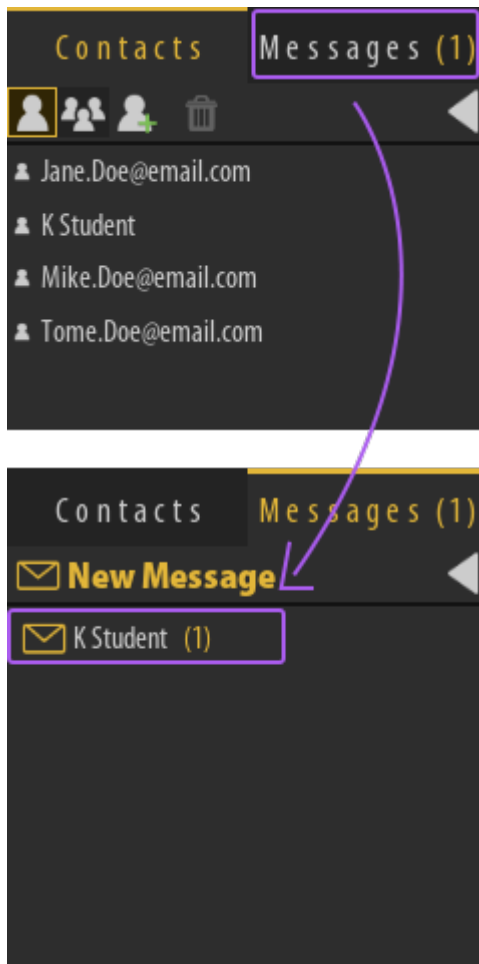 Contacts Messages (1)
Jane.Doe@email.com
K Student
Mike.Doe@email.com
Tome.Doe@email.com
Contacts Messages (1)
New Message
K Student (1)